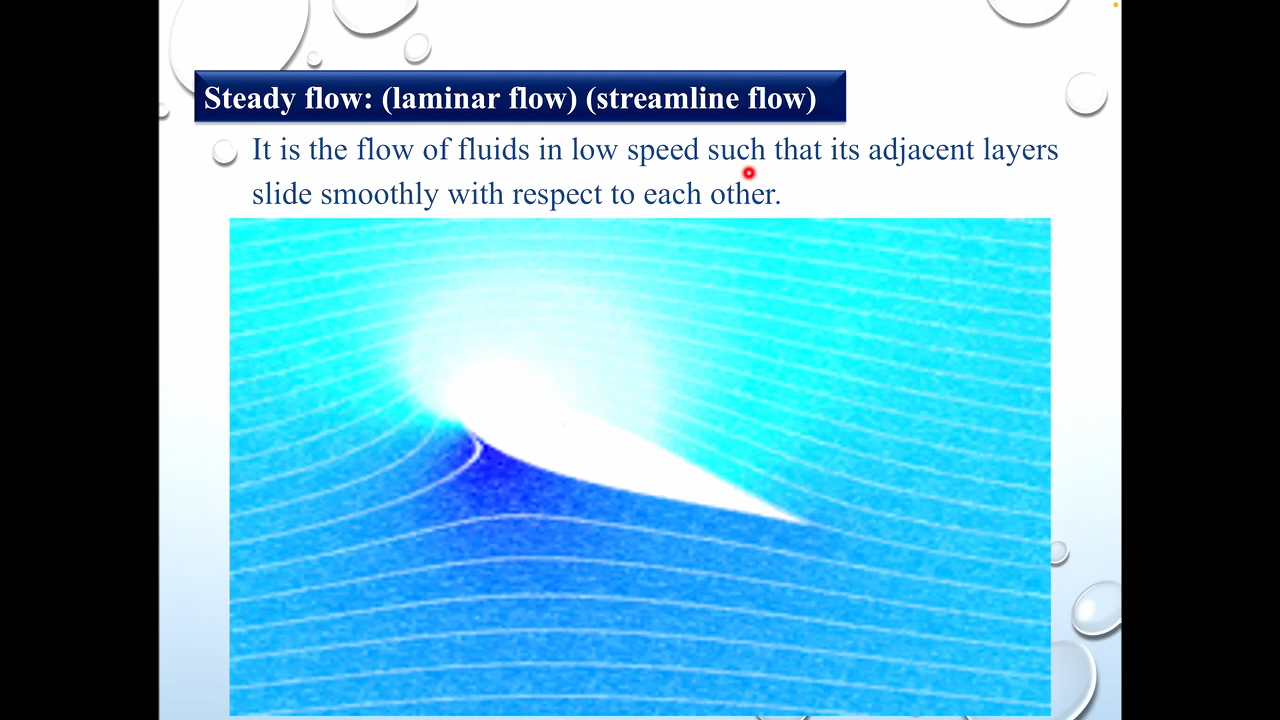 Steady flow: (laminar flow) (streamline flow)
It is the flow of fluids in low speed such that its adjacent layers
slide smoothly with respect to each other.